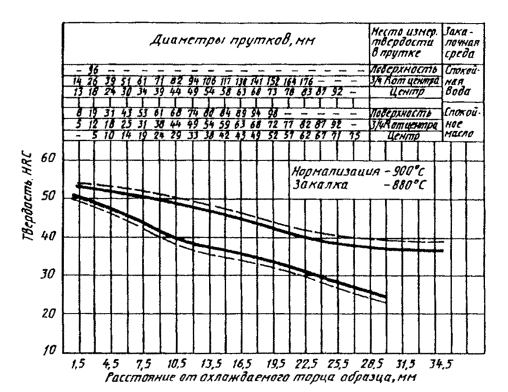 Диаметры прутков, мм
Место измер. твердости в прутке
Закалочная среда
– 96 – – – – – – – – – – – – – – – – Поверхность
14 26 39 51 61 71 82 94 106 117 130 141 152 164 176 – – – 3/4R от центра
13 18 24 30 34 39 44 49 54 58 63 68 73 78 83 87 92 – Центр
Спокойная вода
8 19 31 43 53 61 68 74 80 84 89 94 98 – – – – – Поверхность
5 12 18 25 31 38 44 49 54 59 63 68 72 77 82 87 92 – 3/4R от центра
– 5 10 14 19 24 29 33 38 42 43 49 52 57 62 67 71 75 Центр
Спокойное масло
Твердость, HRC
60
50
40
30
20
10
Нормализация – 900°С
Закалка – 880°С
1,5 4,5 7,5 10,5 13,5 16,5 19,5 22,5 25,5 28,5 31,5 34,5
Расстояние от охлаждаемого торца образца, мм